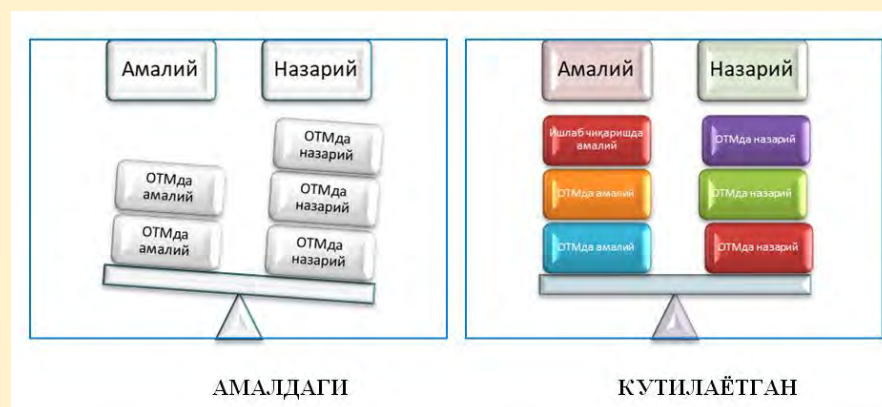 Амалий
Назарий
ОТМда
амалий
ОТМда
амалий
ОТМда
назарий
ОТМда
назарий
ОТМда
назарий
АМАЛДАГИ
Амалий
Назарий
Ишлаб чиқаришда
амалий
ОТМда амалий
ОТМда амалий
ОТМда назарий
ОТМда назарий
ОТМда назарий
КУТИЛАЁТГАН